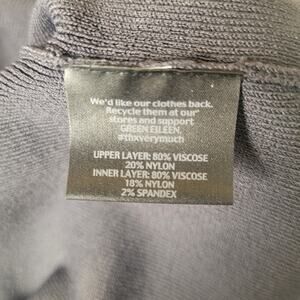 We'd like our clothes back.
Recycle them at our
stores and support
GREEN EILEEN.
#thxverymuch
UPPER LAYER: 80% VISCOSE
20% NYLON
INNER LAYER: 80% VISCOSE
18% NYLON
2% SPANDEX